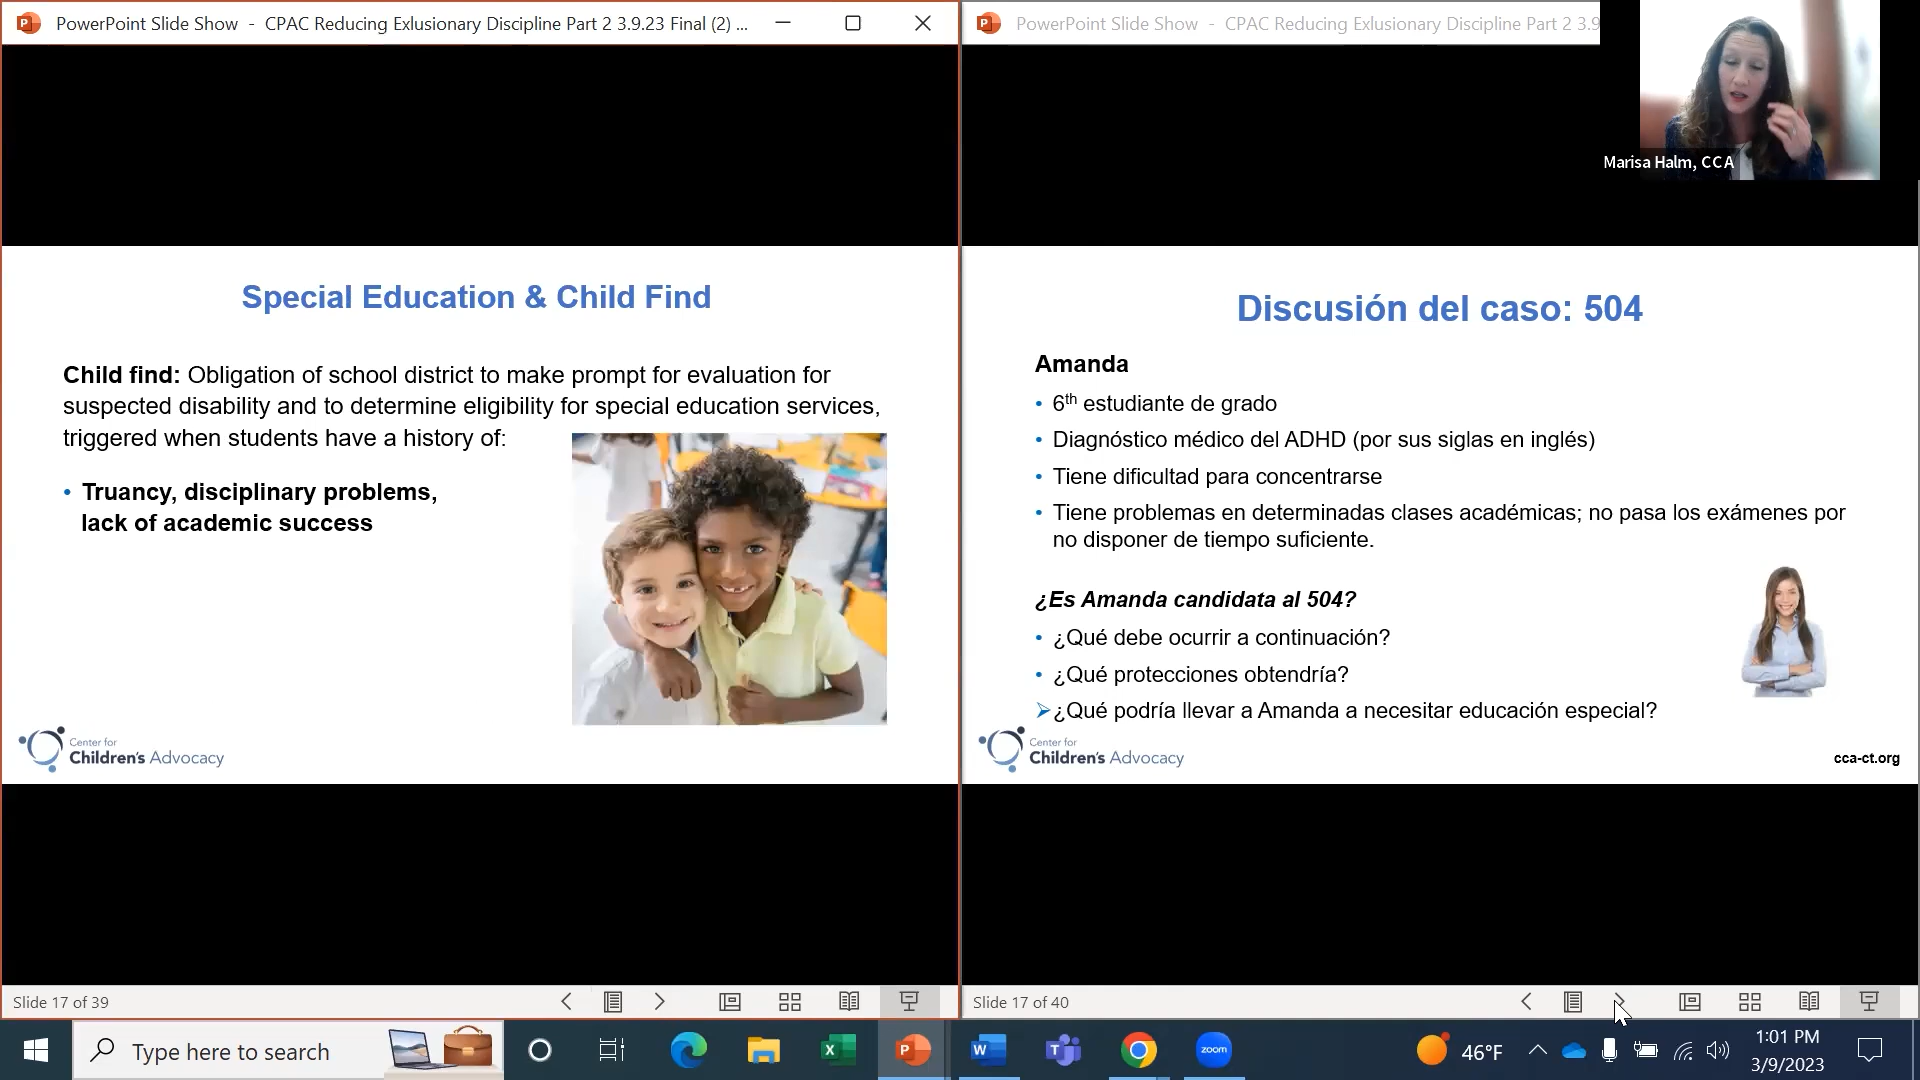 PowerPoint Slide Show - CPAC Reducing Exlusionary Discipline Part 2 3.9.23 Final (2) ...
PowerPoint Slide Show - CPAC Reducing Exlusionary Discipline Part 2 3.9
Marisa Halm, CCA
Special Education & Child Find
Child find: Obligation of school district to make prompt for evaluation for
suspected disability and to determine eligibility for special education services,
triggered when students have a history of:
• Truancy, disciplinary problems,
lack of academic success
Center for
Children's Advocacy
Discusión del caso: 504
Amanda
• 6th estudiante de grado
• Diagnóstico médico del ADHD (por sus siglas en inglés)
• Tiene dificultad para concentrarse
• Tiene problemas en determinadas clases académicas; no pasa los exámenes por
no disponer de tiempo suficiente.
¿Es Amanda candidata al 504?
• ¿Qué debe ocurrir a continuación?
• ¿Qué protecciones obtendría?
➢ ¿Qué podría llevar a Amanda a necesitar educación especial?
Center for
Children's Advocacy
cca-ct.org
Slide 17 of 39
Slide 17 of 40
Type here to search
zoom
46°F
1:01 PM
3/9/2023